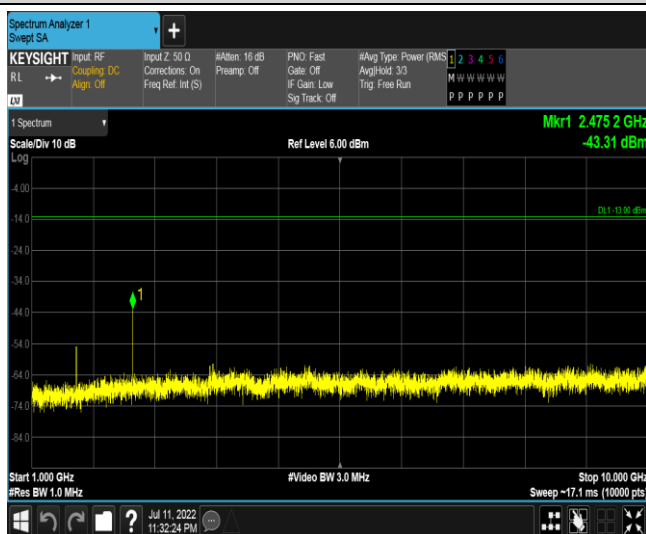 Spectrum Analyzer 1
Swept SA
+
KEYSIGHT
RL
LXI
Input: RF
Coupling: DC
Align: Off
Input Z: 50 Ω
Corrections: On
Freq Ref: Int (S)
#Atten: 16 dB
Preamp: Off
PNO: Fast
Gate: Off
IF Gain: Low
Sig Track: Off
#Avg Type: Power (RMS
Avg|Hold: 3/3
Trig: Free Run
1 2 3 4 5 6
M W W W W W
P P P P P P
1 Spectrum
Mkr1 2.475 2 GHz
-43.31 dBm
Scale/Div 10 dB
Ref Level 6.00 dBm
Log
-4.00
DL1 -13.00 dBm
-14.0
-24.0
-34.0
1
-44.0
-54.0
-64.0
-74.0
-84.0
Start 1.000 GHz
#Video BW 3.0 MHz
Stop 10.000 GHz
#Res BW 1.0 MHz
Sweep ~17.1 ms (10000 pts)
?
Jul 11, 2022
11:32:24 PM